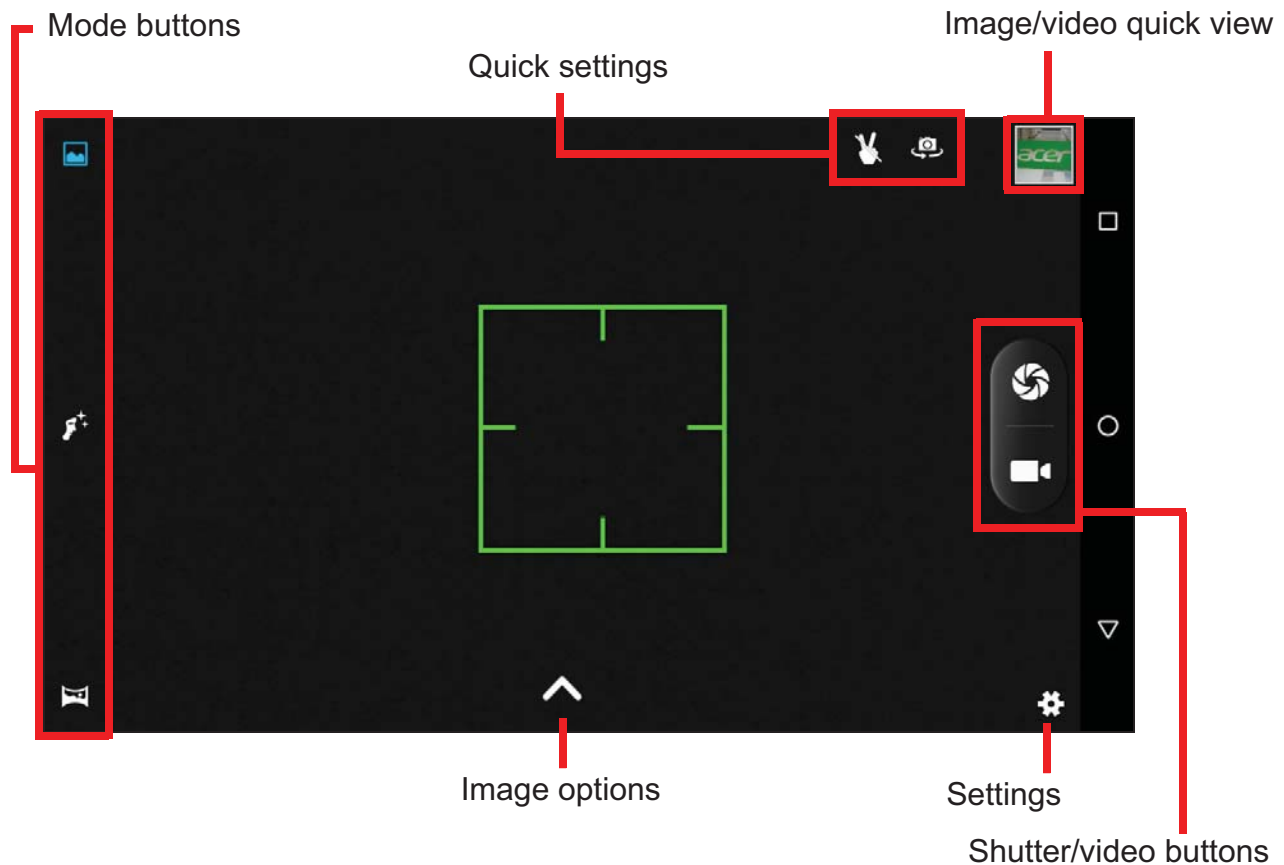 Mode buttons
Image/video quick view
Quick settings
acer
Image options
Settings
Shutter/video buttons